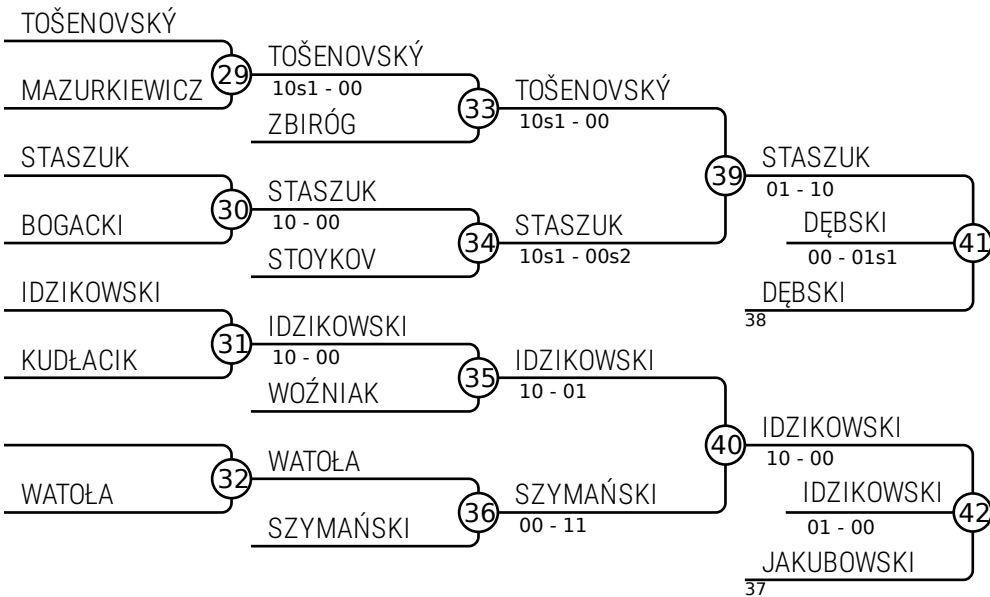 TOŠENOVSKÝ
MAZURKIEWICZ
29
TOŠENOVSKÝ
10s1 - 00
ZBIRÓG
33
TOŠENOVSKÝ
10s1 - 00
STASZUK
BOGACKI
30
STASZUK
10 - 00
STOYKOV
34
STASZUK
10s1 - 00s2
39
STASZUK
01 - 10
DĘBSKI
00 - 01s1
41
DĘBSKI
38
IDZIKOWSKI
KUDŁACIK
31
IDZIKOWSKI
10 - 00
WOŹNIAK
35
IDZIKOWSKI
10 - 01
WATOŁA
32
WATOŁA
SZYMAŃSKI
36
SZYMAŃSKI
00 - 11
40
IDZIKOWSKI
10 - 00
IDZIKOWSKI
01 - 00
42
JAKUBOWSKI
37